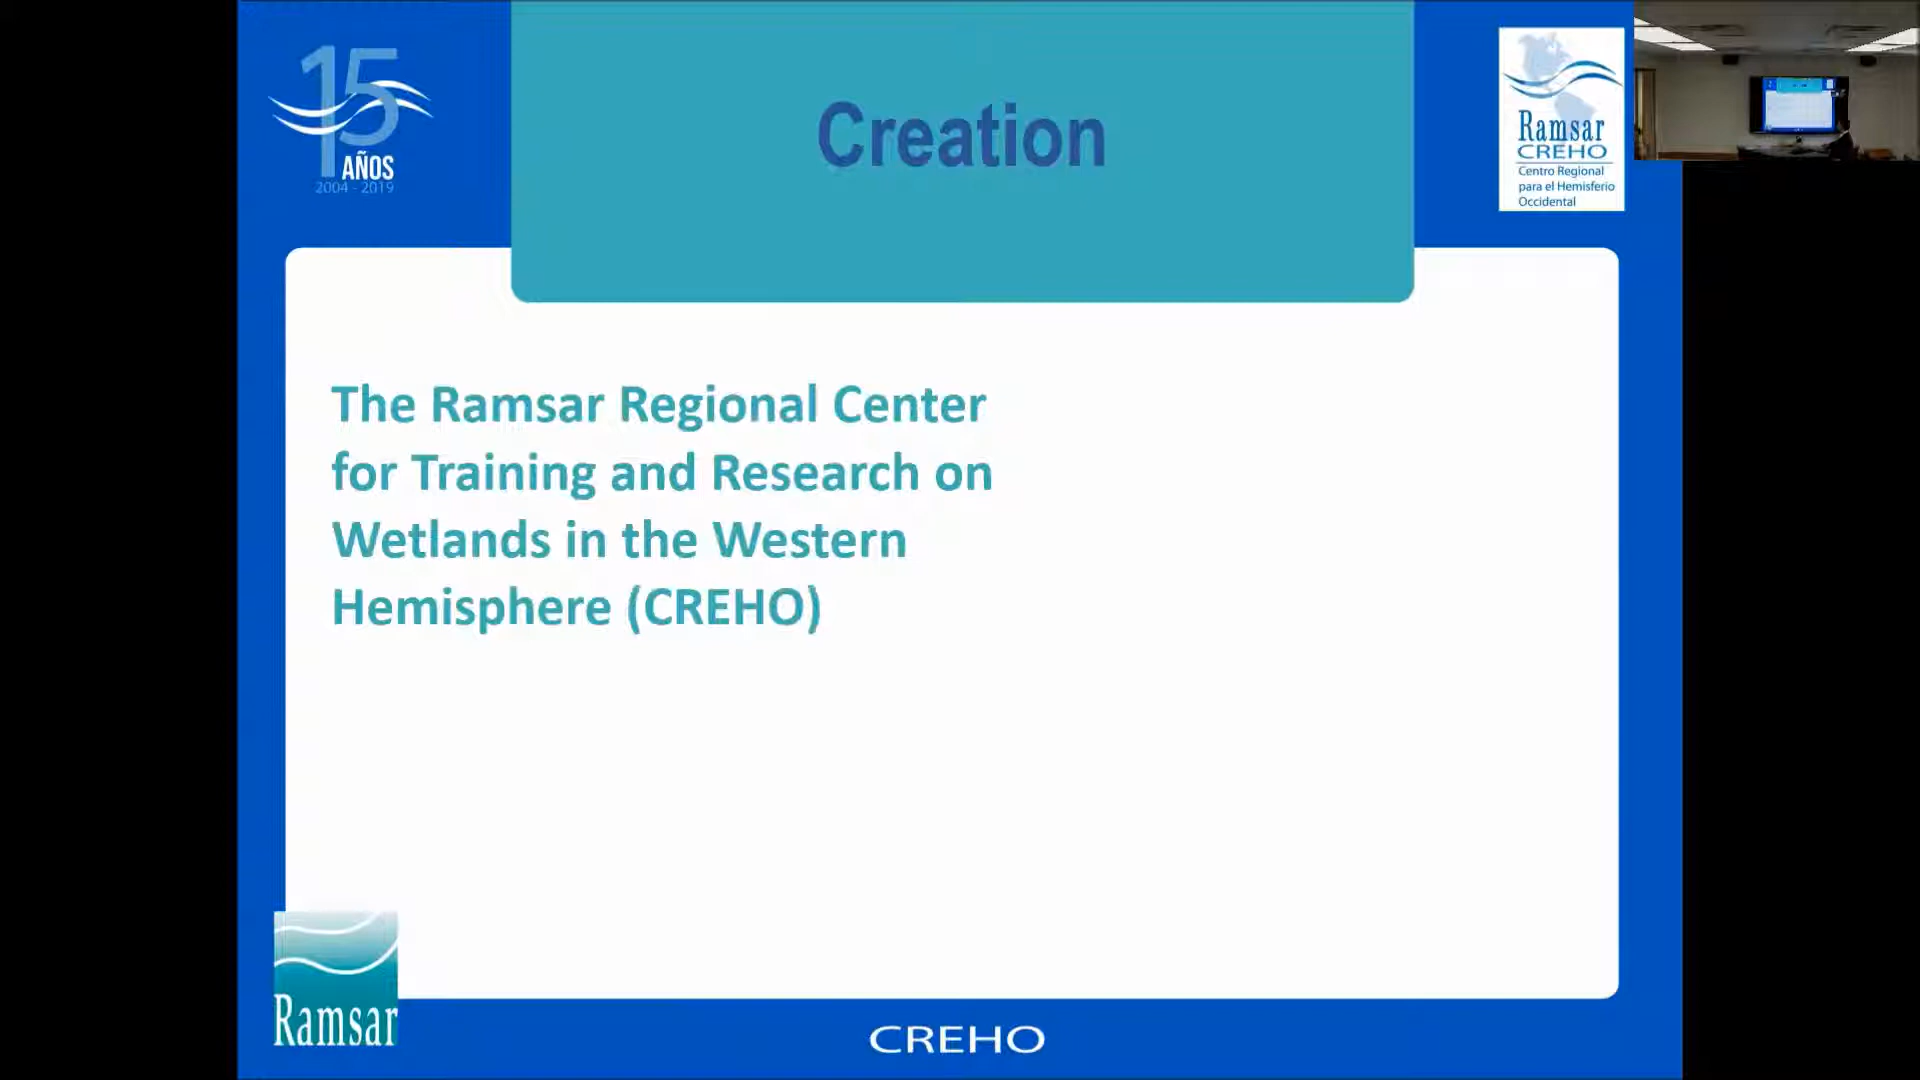 15
AÑOS
2004 - 2019
Creation
Ramsar
CREHO
Centro Regional
para el Hemisferio
Occidental
The Ramsar Regional Center
for Training and Research on
Wetlands in the Western
Hemisphere (CREHO)
Ramsar
CREHO